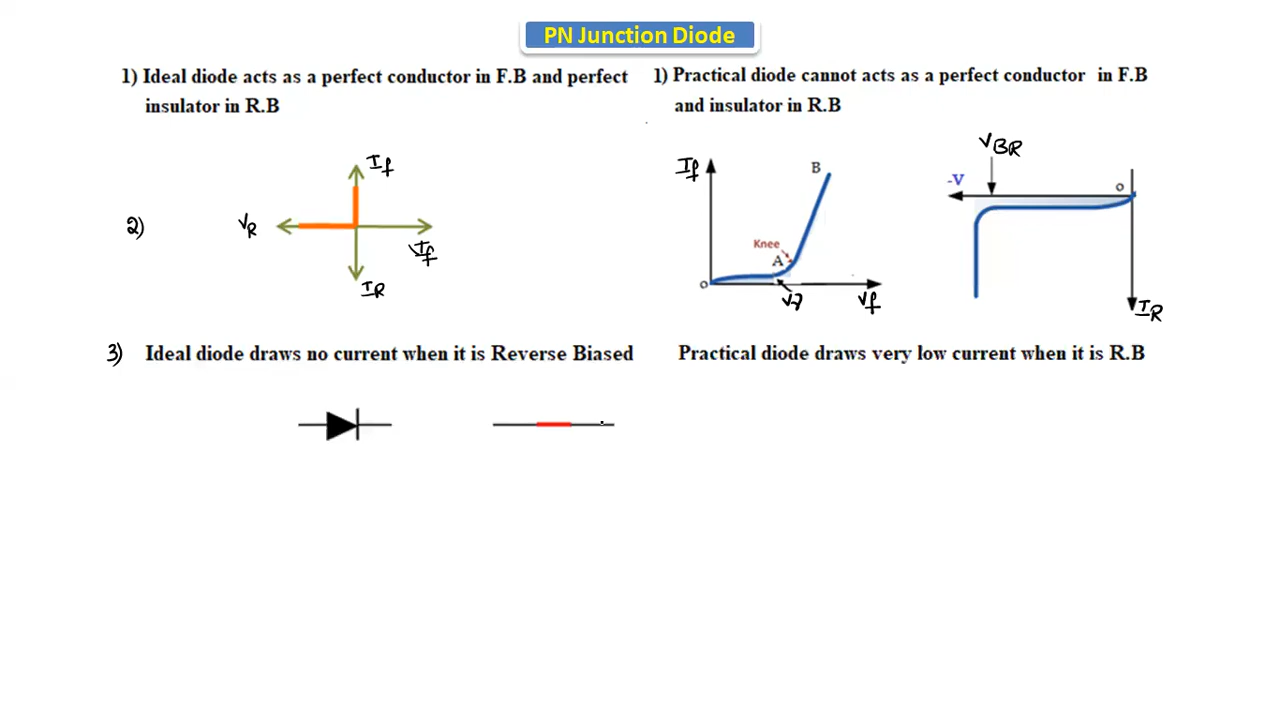 PN Junction Diode
1) Ideal diode acts as a perfect conductor in F.B and perfect
insulator in R.B
1) Practical diode cannot acts as a perfect conductor in F.B
and insulator in R.B
2)
If
VR
IR
If
B
Knee
A
o
Vf
VBR
-V
o
IR
3) Ideal diode draws no current when it is Reverse Biased
Practical diode draws very low current when it is R.B